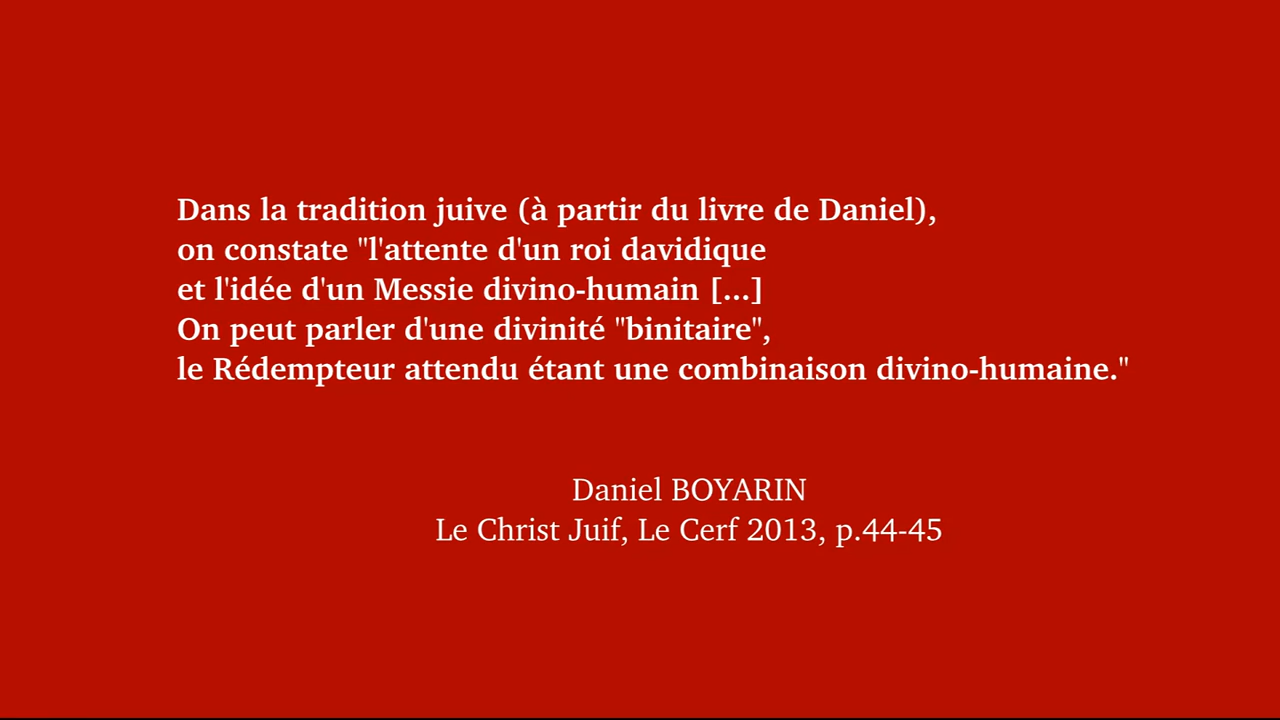 Dans la tradition juive (à partir du livre de Daniel),
on constate "l'attente d'un roi davidique
et l'idée d'un Messie divino-humain [...]
On peut parler d'une divinité "binitaire",
le Rédempteur attendu étant une combinaison divino-humaine."
Daniel BOYARIN
Le Christ Juif, Le Cerf 2013, p.44-45